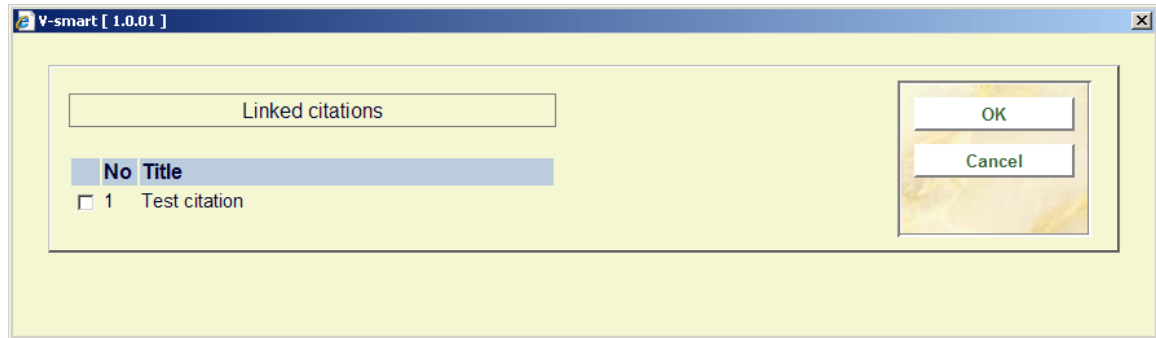 V-smart [ 1.0.01 ]
Linked citations
OK
Cancel
No Title
1 Test citation